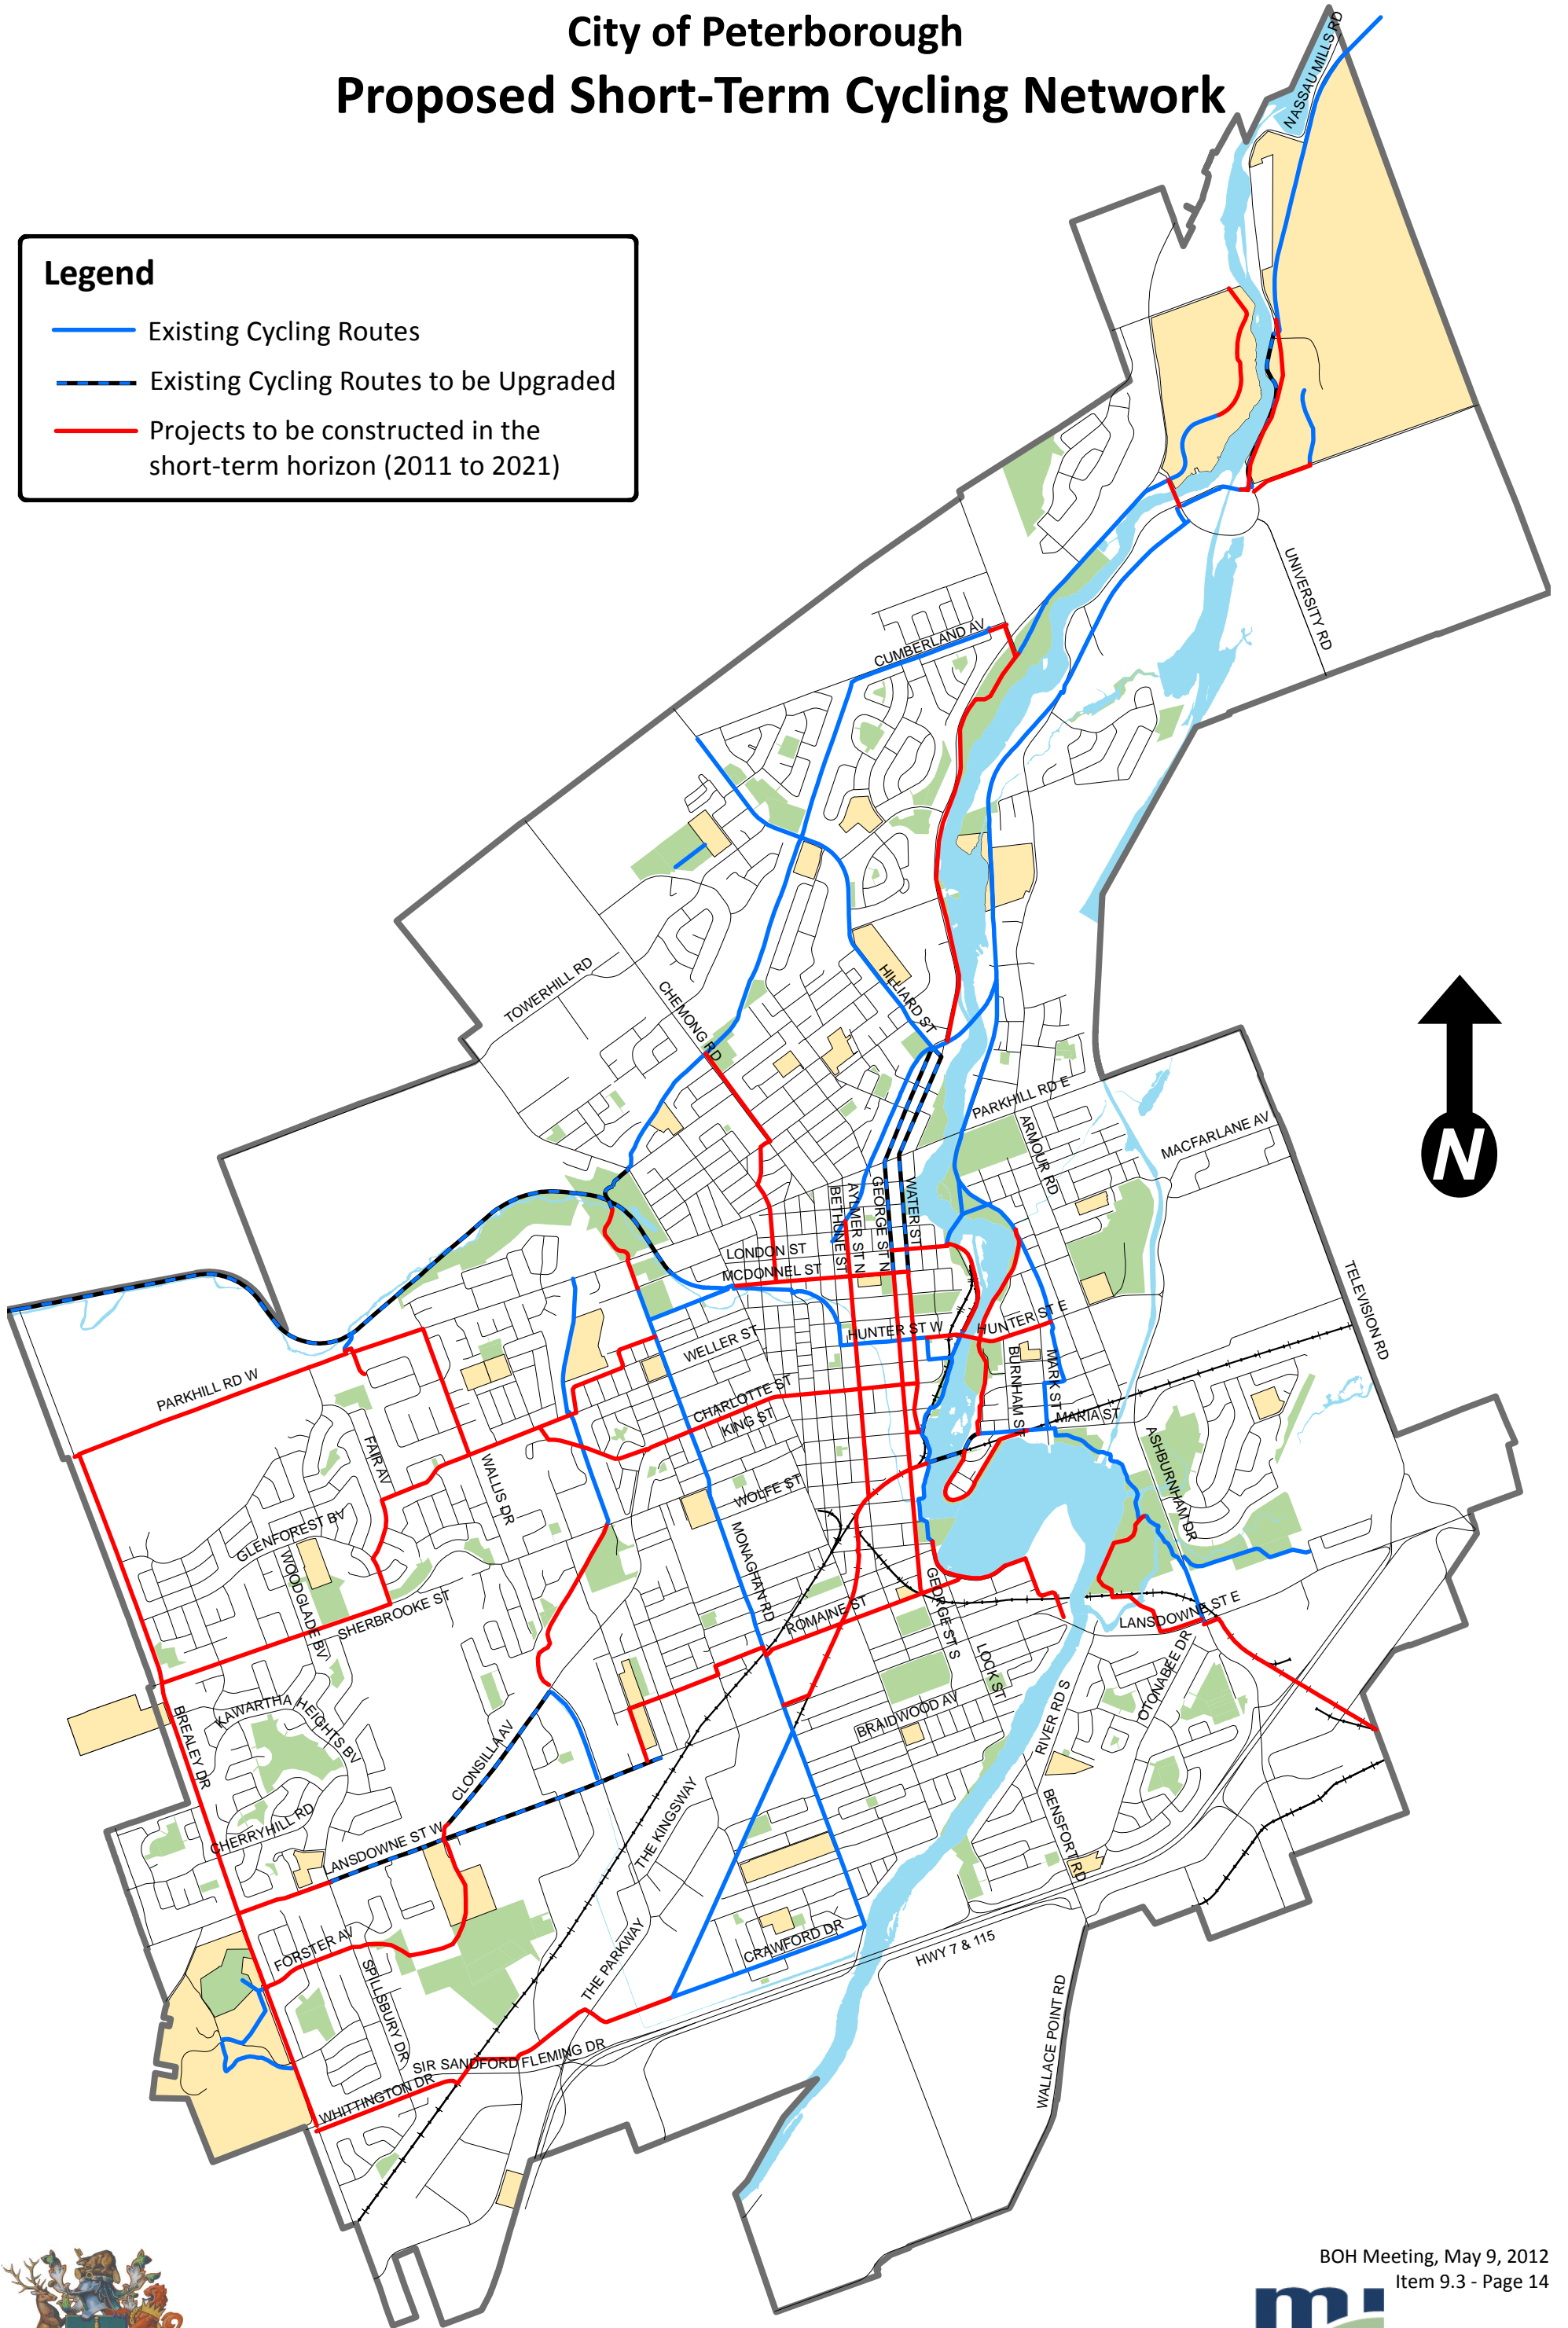 City of Peterborough
Proposed Short-Term Cycling Network
Legend
Existing Cycling Routes
Existing Cycling Routes to be Upgraded
Projects to be constructed in the
short-term horizon (2011 to 2021)
NASSAU MILLS RD
UNIVERSITY RD
CUMBERLAND AV
TOWERHILL RD
CHEMONG RD
HILLIARD ST
PARKHILL RD E
ARMOUR RD
MACFARLANE AV
N
BETHUNE ST
AYLMER ST N
GEORGE ST N
WATER ST
LONDON ST
MCDONNEL ST
TELEVISION RD
HUNTER ST W
HUNTER ST E
WELLER ST
PARKHILL RD W
BURNHAM ST
MARK ST
CHARLOTTE ST
KING ST
MARIA ST
FAIR AV
WALLIS DR
ASHBURNHAM DR
WOLFE ST
GLENFOREST BV
WOODGLADE BV
MONAGHAN RD
SHERBROOKE ST
ROMAINE ST
GEORGE ST S
LANSDOWNE ST E
LOCK ST
OTONABEE DR
KAWARTHA HEIGHTS BV
BREALEY DR
BRAIDWOOD AV
RIVER RD S
CLONSILLA AV
CHERRYHILL RD
LANSDOWNE ST W
THE KINGSWAY
BENSFORT RD
FORSTER AV
SPILLSBURY DR
THE PARKWAY
CRAWFORD DR
HWY 7 & 115
SIR SANDFORD FLEMING DR
WHITTINGTON DR
WALLACE POINT RD
BOH Meeting, May 9, 2012
Item 9.3 - Page 14